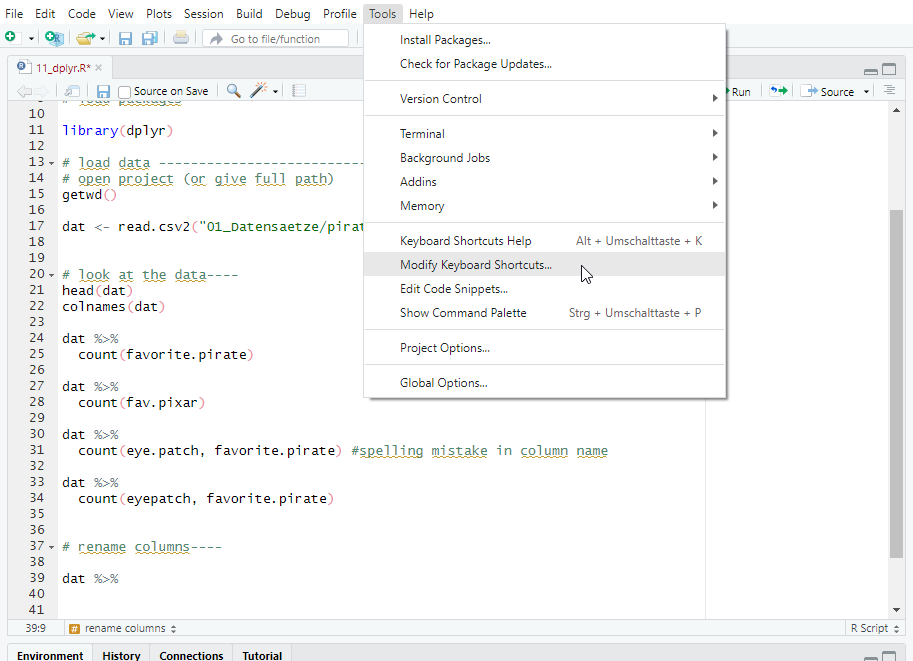 File Edit Code View Plots Session Build Debug Profile Tools Help
Go to file/function
11_dplyr.R*
Source on Save
Run
Source
Install Packages...
Check for Package Updates...
Version Control
Terminal
Background Jobs
Addins
Memory
Keyboard Shortcuts Help Alt + Umschalttaste + K
Modify Keyboard Shortcuts...
Edit Code Snippets...
Show Command Palette Strg + Umschalttaste + P
Project Options...
Global Options...
# load packages
10
11 library(dplyr)
12
13 # load data --------------------------
14 # open project (or give full path)
15 getwd()
16
17 dat <- read.csv2("01_Datensaetze/pirat
18
19
20 # look at the data----
21 head(dat)
22 colnames(dat)
23
24 dat %>%
25 count(favorite.pirate)
26
27 dat %>%
28 count(fav.pixar)
29
30 dat %>%
31 count(eye.patch, favorite.pirate) #spelling mistake in column name
32
33 dat %>%
34 count(eyepatch, favorite.pirate)
35
36
37 # rename columns----
38
39 dat %>%
40
41
39:9 # rename columns R Script
Environment History Connections Tutorial